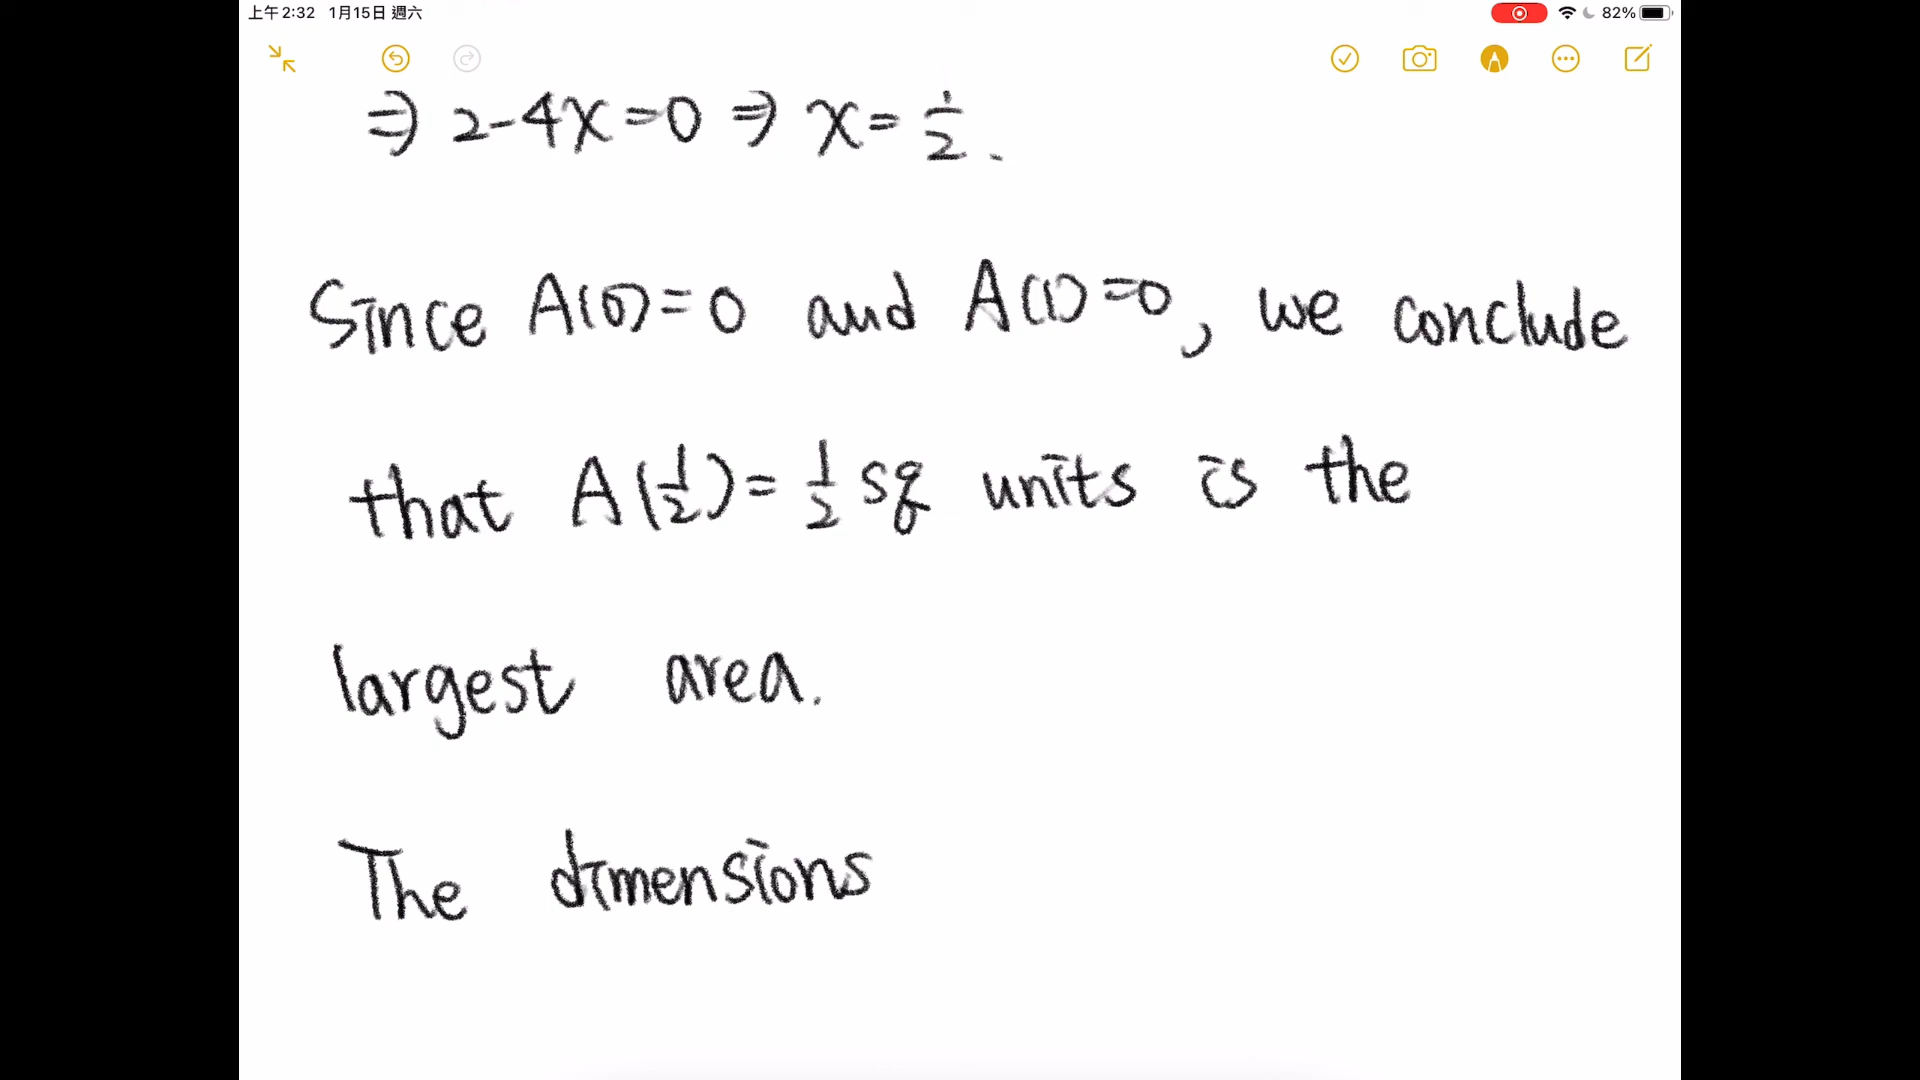 上午2:32 1月15日 週六 82%
⇒ 2-4x=0 ⇒ x=1/2.
Since A(0)=0 and A(1)=0, we conclude
that A(1/2)=1/2 sq units is the
largest area.
The dimensions